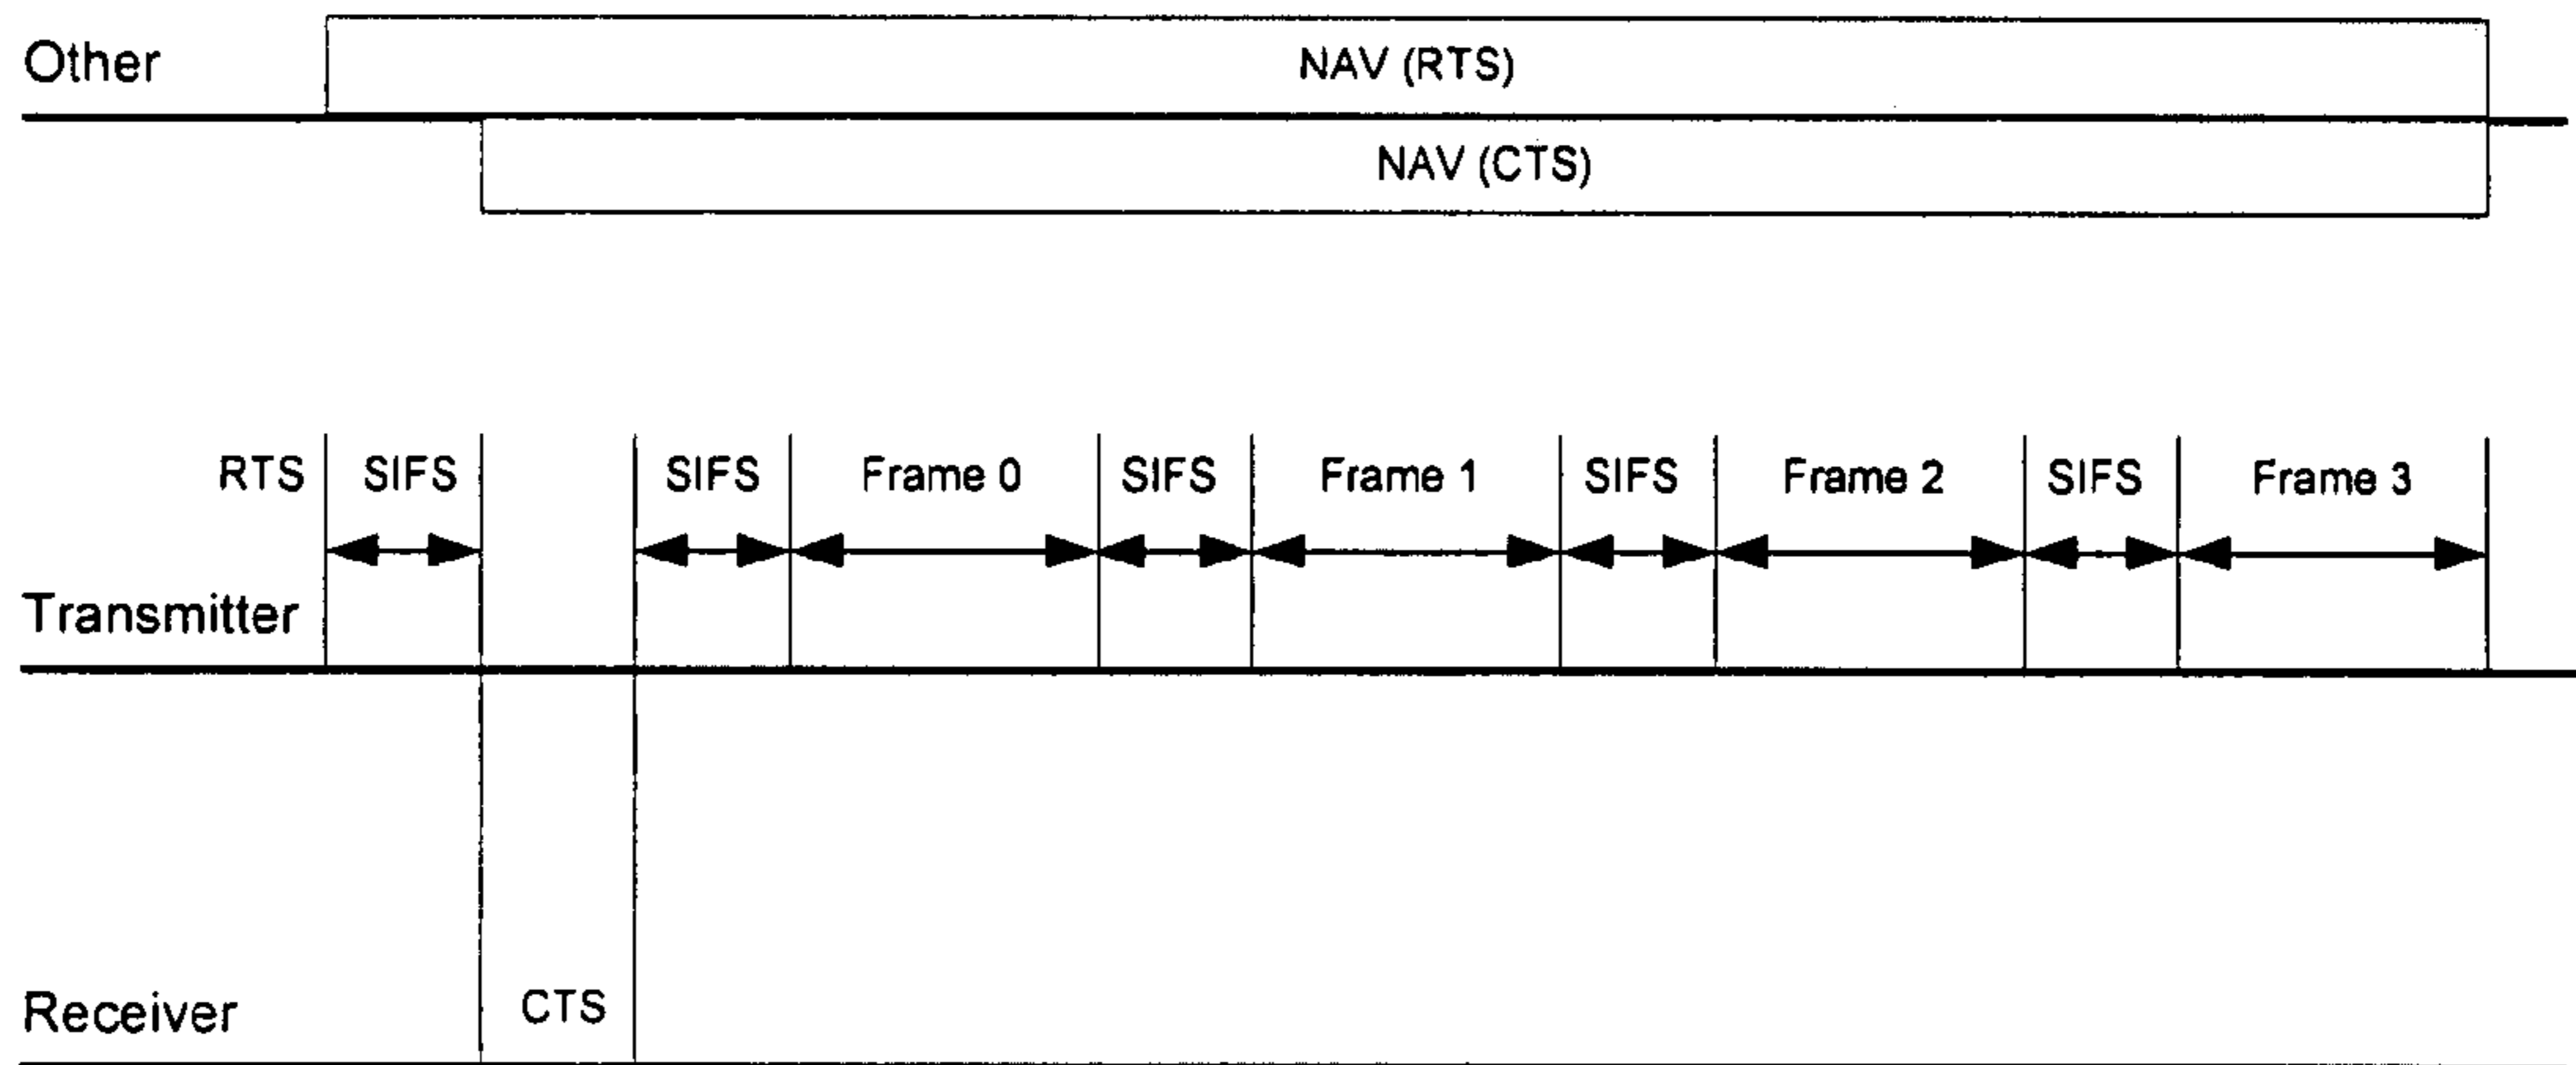 Other
NAV (RTS)
NAV (CTS)
RTS SIFS SIFS Frame 0 SIFS Frame 1 SIFS Frame 2 SIFS Frame 3
Transmitter
Receiver CTS